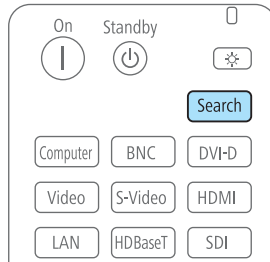 On Standby
Search
Computer BNC DVI-D
Video S-Video HDMI
LAN HDBaseT SDI